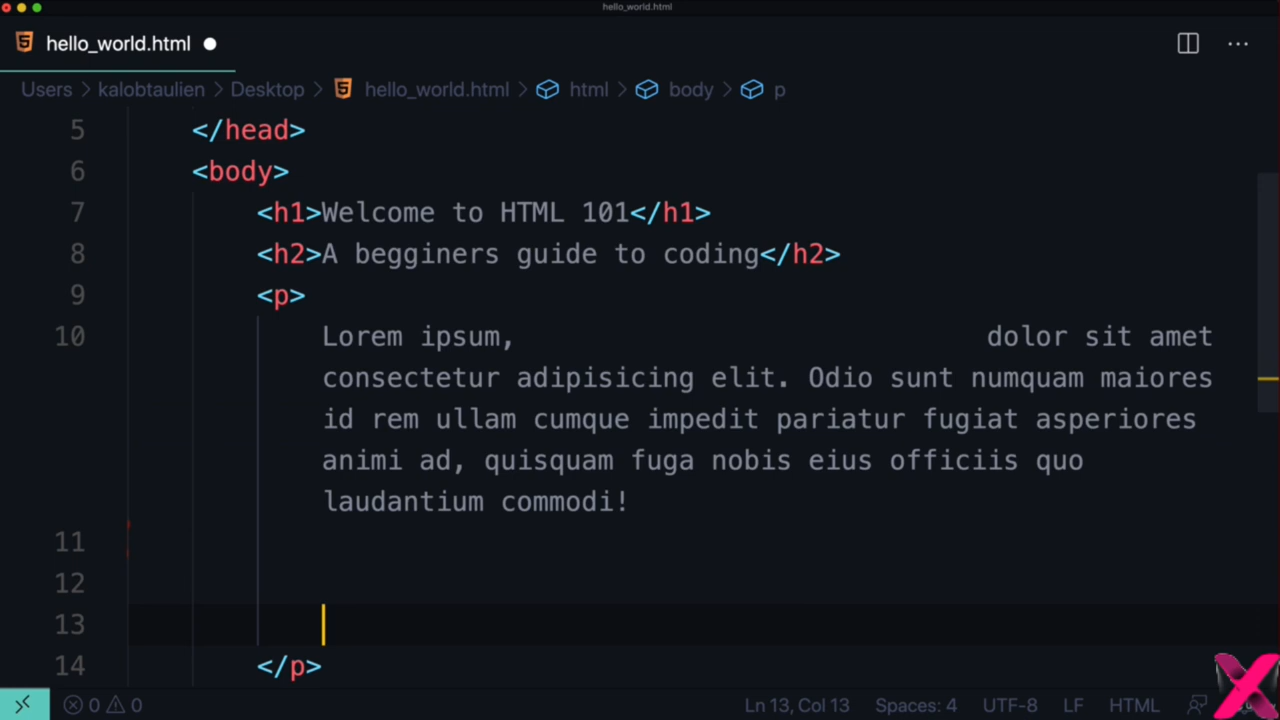 hello_world.html
hello_world.html
Users > kalobtaulien > Desktop > hello_world.html > html > body > p
5 </head>
6 <body>
7 <h1>Welcome to HTML 101</h1>
8 <h2>A begginers guide to coding</h2>
9 <p>
10 Lorem ipsum, dolor sit amet
consectetur adipisicing elit. Odio sunt numquam maiores
id rem ullam cumque impedit pariatur fugiat asperiores
animi ad, quisquam fuga nobis eius officiis quo
laudantium commodi!
11
12
13
14 </p>
0 0 Ln 13, Col 13 Spaces: 4 UTF-8 LF HTML